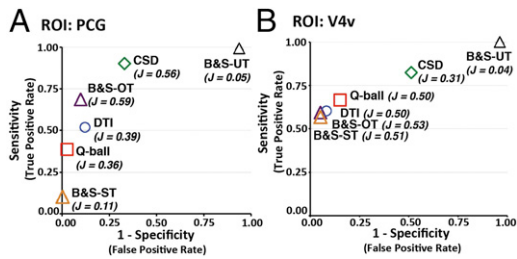 A ROI: PCG
Sensitivity
(True Positive Rate)
1.00
0.75
0.50
0.25
0.00
CSD
(J = 0.56)
B&S-UT
(J = 0.05)
B&S-OT
(J = 0.59)
DTI
(J = 0.39)
Q-ball
(J = 0.36)
B&S-ST
(J = 0.11)
0.00 0.25 0.50 0.75 1.00
1 - Specificity
(False Positive Rate)
B ROI: V4v
Sensitivity
(True Positive Rate)
1.00
0.75
0.50
0.25
0.00
B&S-UT
(J = 0.04)
CSD
(J = 0.31)
Q-ball (J = 0.50)
DTI (J = 0.50)
B&S-OT (J = 0.53)
B&S-ST (J = 0.51)
0.00 0.25 0.50 0.75 1.00
1 - Specificity
(False Positive Rate)